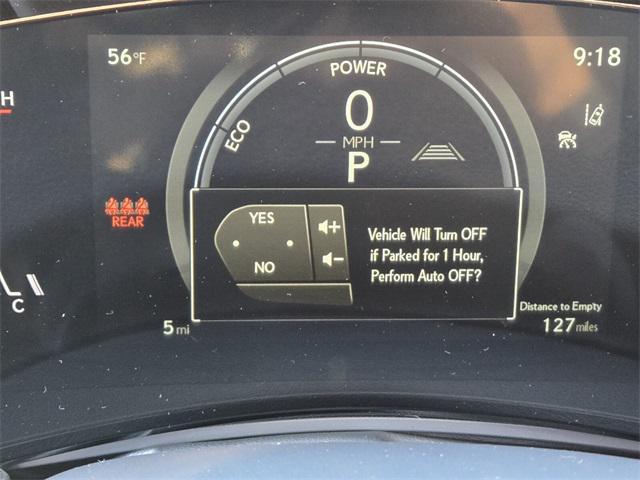 56°F
9:18
POWER
H
0
ECO
MPH
P
REAR
YES
NO
+
−
Vehicle Will Turn OFF
if Parked for 1 Hour,
Perform Auto OFF?
C
Distance to Empty
5 mi
127 miles